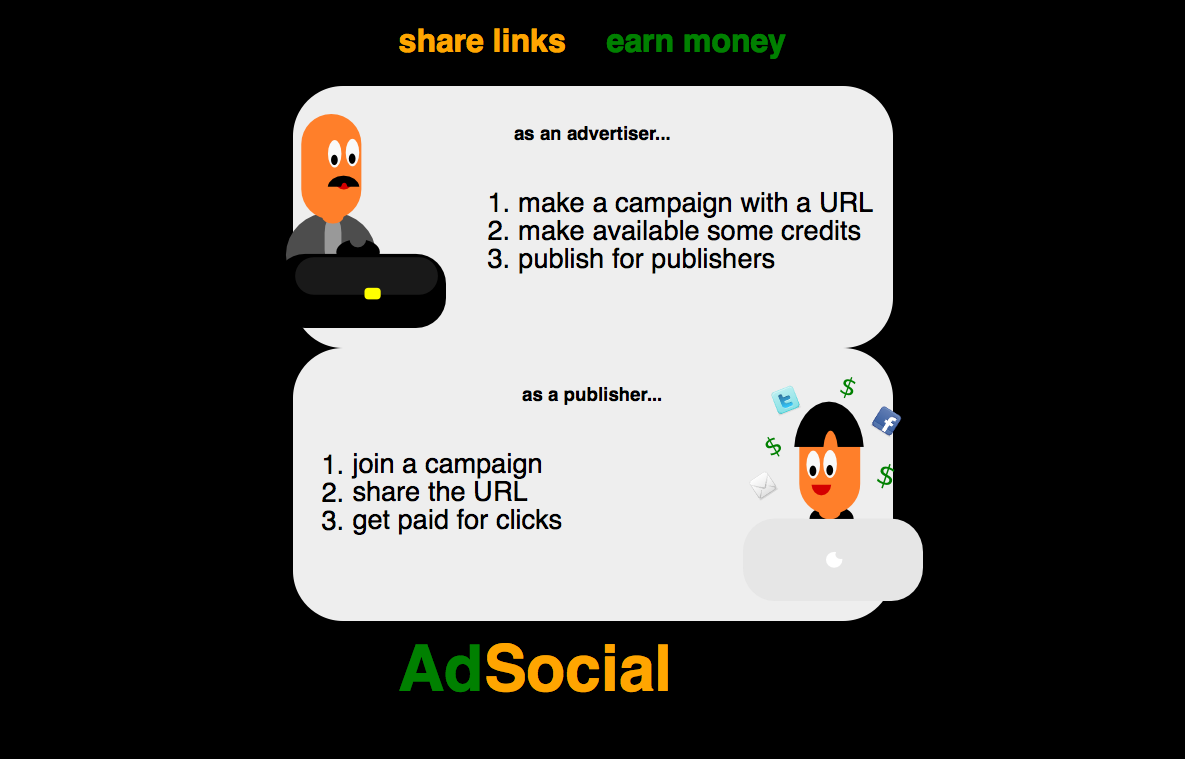 share links earn money
as an advertiser...
1. make a campaign with a URL
2. make available some credits
3. publish for publishers
as a publisher...
$
t
f
$
$
1. join a campaign
2. share the URL
3. get paid for clicks
AdSocial